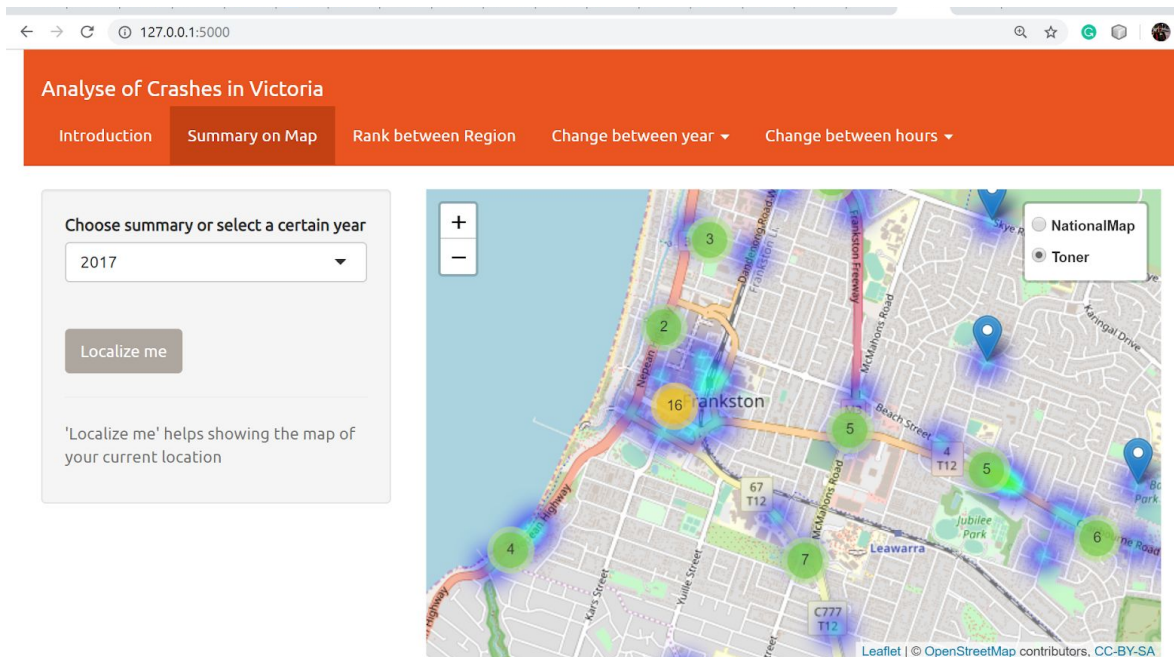 127.0.0.1:5000
Analyse of Crashes in Victoria
Introduction
Summary on Map
Rank between Region
Change between year
Change between hours
Choose summary or select a certain year
2017
Localize me
'Localize me' helps showing the map of
your current location
+
−
NationalMap
Toner
3
Dandenong Road
Frankston Freeway
Skye
McMahons Road
Karingal Drive
2
Nepean
16
rankston
5
Beach Street
4
T12
5
67
T12
McMahons Road
Jubilee
Park
6
Leawarra
4
Highway
7
Kars Street
Yuille Street
C777
T12
Highway
Park
Leaflet | © OpenStreetMap contributors, CC-BY-SA